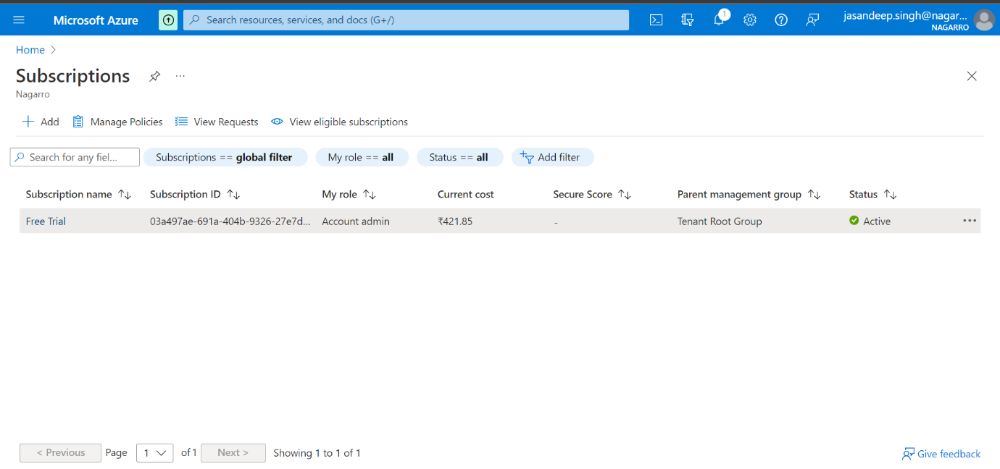 Microsoft Azure
Search resources, services, and docs (G+/)
1
jasandeep.singh@nagar...
NAGARRO
Home
Subscriptions
...
Nagarro
Add Manage Policies View Requests View eligible subscriptions
Search for any fiel... Subscriptions == global filter My role == all Status == all Add filter
Subscription name Subscription ID My role Current cost Secure Score Parent management group Status
Free Trial 03a497ae-691a-404b-9326-27e7d... Account admin ₹421.85 - Tenant Root Group Active ...
< Previous Page 1 of 1 Next > Showing 1 to 1 of 1
Give feedback